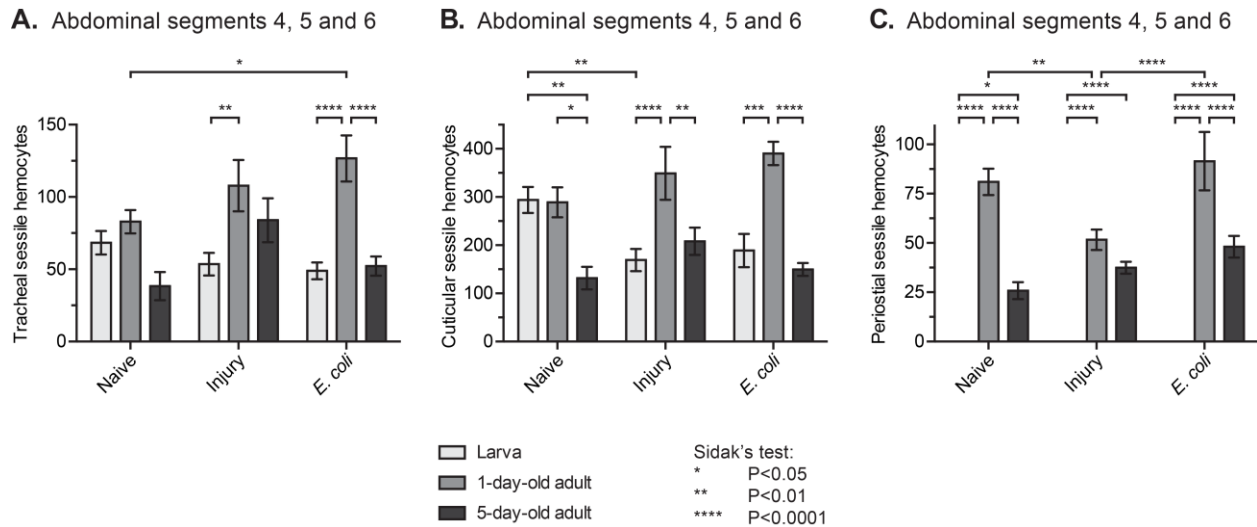 A. Abdominal segments 4, 5 and 6
*
**
**** ****
Tracheal sessile hemocytes
150
100
50
0
Naive
Injury
E. coli
B. Abdominal segments 4, 5 and 6
**
**
* **** ** *** ****
Cuticular sessile hemocytes
400
300
200
100
0
Naive
Injury
E. coli
C. Abdominal segments 4, 5 and 6
** ****
* **** ****
**** **** **** **** ****
Periostial sessile hemocytes
100
75
50
25
0
Naive
Injury
E. coli
Larva
1-day-old adult
5-day-old adult
Sidak's test:
* P<0.05
** P<0.01
**** P<0.0001